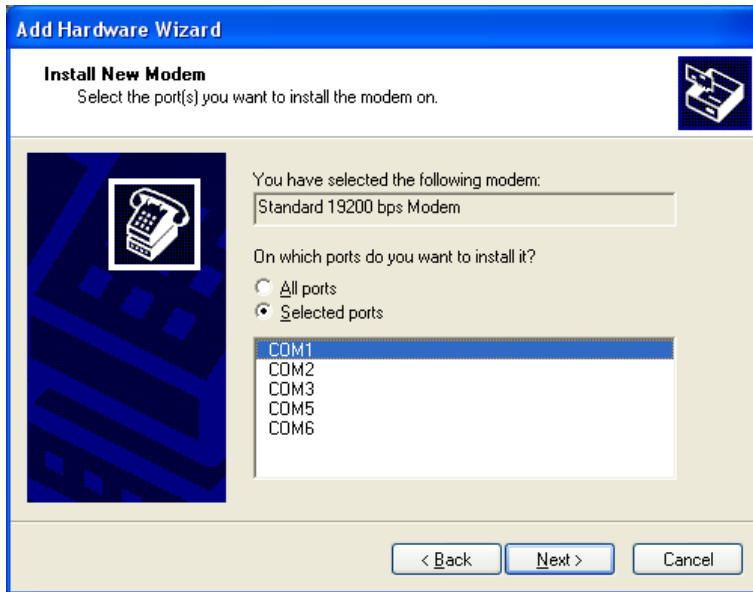 Add Hardware Wizard
Install New Modem
Select the port(s) you want to install the modem on.
You have selected the following modem:
Standard 19200 bps Modem
On which ports do you want to install it?
All ports
Selected ports
COM1
COM2
COM3
COM5
COM6
< Back Next > Cancel